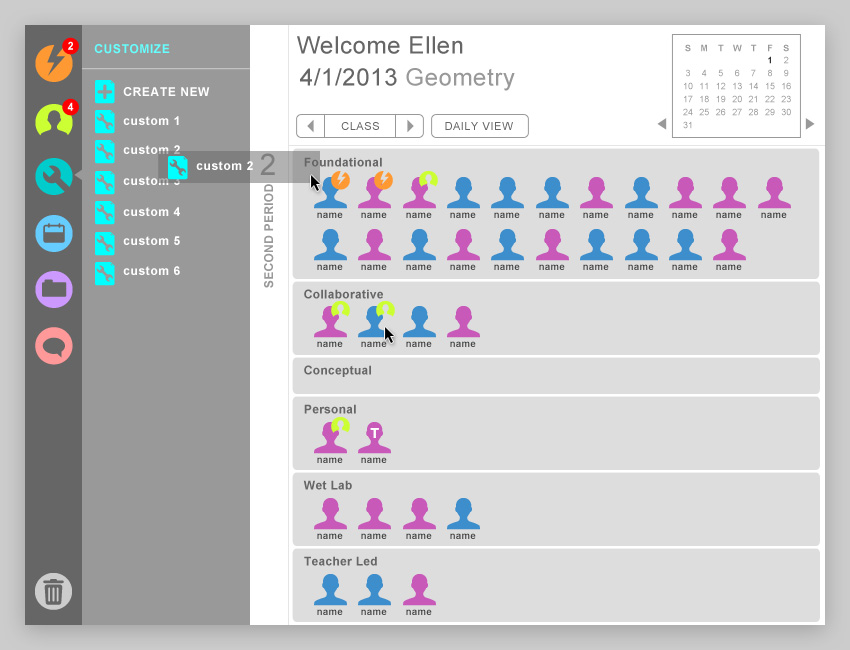 2
4
CUSTOMIZE
CREATE NEW
custom 1
custom 2
custom 3
custom 4
custom 5
custom 6
custom 2
2
SECOND PERIOD
Welcome Ellen
4/1/2013 Geometry
CLASS
DAILY VIEW
S M T W T F S
1 2
3 4 5 6 7 8 9
10 11 12 13 14 15 16
17 18 19 20 21 22 23
24 25 26 27 28 29 30
31
Foundational
name name name name name name name name name name name
name name name name name name name name name name
Collaborative
name name name name
Conceptual
Personal
T
name name
Wet Lab
name name name name
Teacher Led
name name name